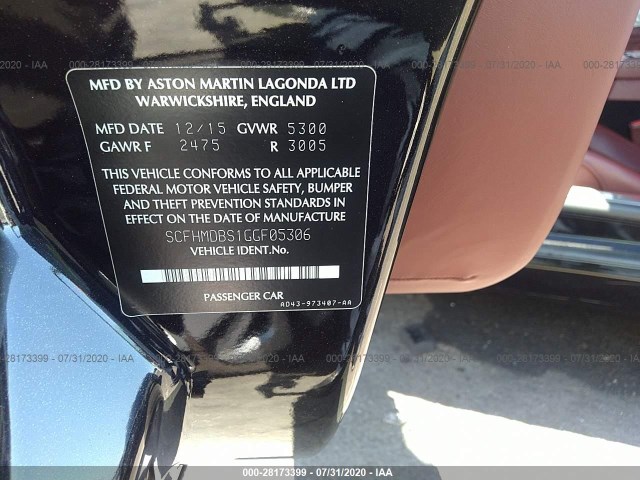 MFD BY ASTON MARTIN LAGONDA LTD
WARWICKSHIRE, ENGLAND
MFD DATE 12/15 GVWR 5300
GAWR F 2475 R 3005
THIS VEHICLE CONFORMS TO ALL APPLICABLE
FEDERAL MOTOR VEHICLE SAFETY, BUMPER
AND THEFT PREVENTION STANDARDS IN
EFFECT ON THE DATE OF MANUFACTURE
SCFHMDBS1GGF05306
VEHICLE IDENT.NO.
PASSENGER CAR
AD43-973407-AA
000-28173399 - 07/31/2020 - IAA